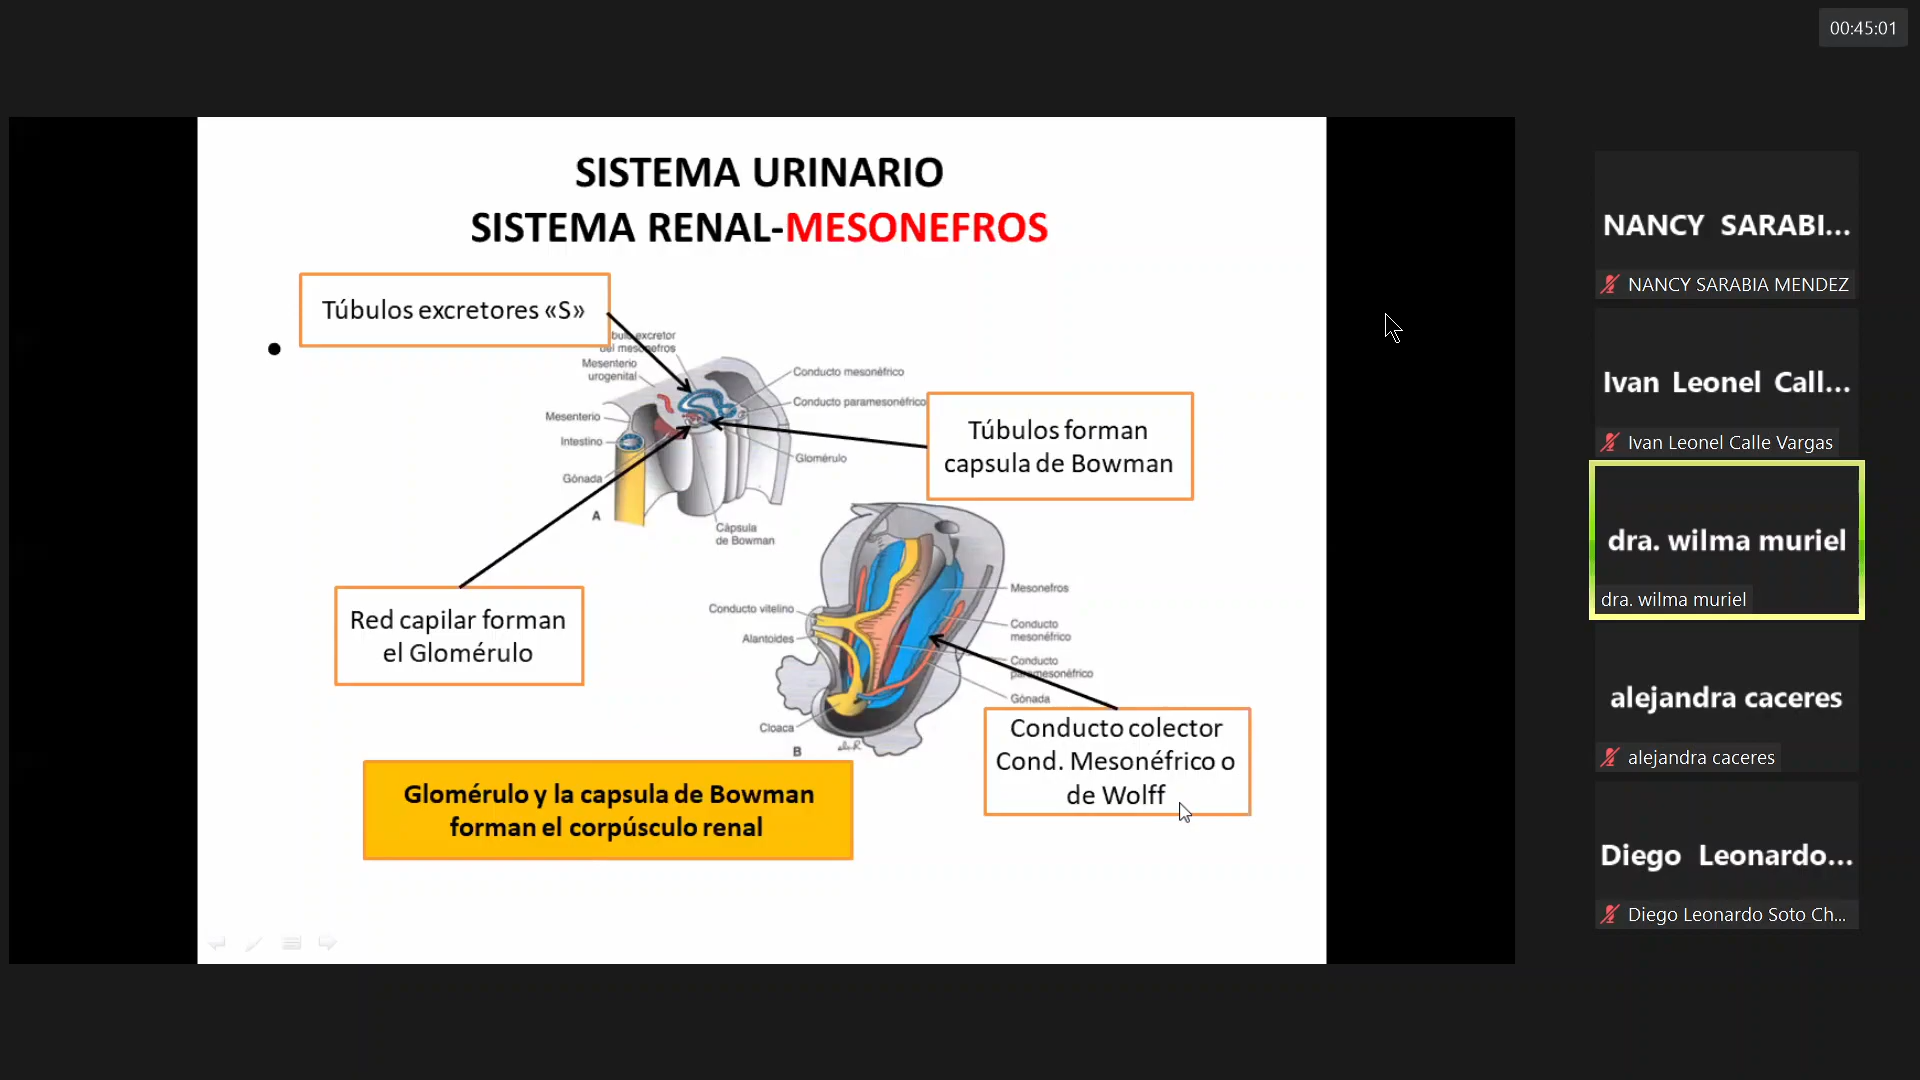 00:45:01
SISTEMA URINARIO
SISTEMA RENAL-MESONEFROS
Túbulos excretores «S»
excretor
del mesonefros
Mesenterio
urogenital
Mesenterio
Intestino
Gónada
A
Conducto mesonéfrico
Conducto paramesonéfrico
Glomérulo
Cápsula
de Bowman
Túbulos forman
capsula de Bowman
Red capilar forman
el Glomérulo
Conducto vitelino
Alantoides
Cloaca
B
Mesonefros
Conducto
mesonéfrico
Conducto
paramesonéfrico
Gónada
Conducto colector
Cond. Mesonéfrico o
de Wolff
Glomérulo y la capsula de Bowman
forman el corpúsculo renal
NANCY SARABI...
NANCY SARABIA MENDEZ
Ivan Leonel Call...
Ivan Leonel Calle Vargas
dra. wilma muriel
dra. wilma muriel
alejandra caceres
alejandra caceres
Diego Leonardo...
Diego Leonardo Soto Ch...